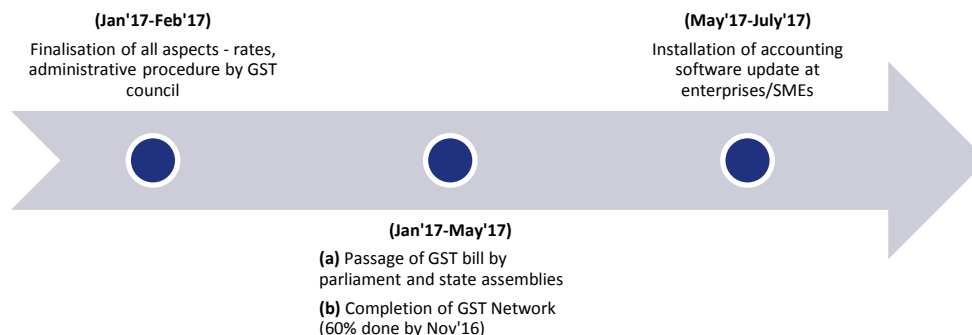 (Jan'17-Feb'17)
Finalisation of all aspects - rates,
administrative procedure by GST
council
(Jan'17-May'17)
(a) Passage of GST bill by
parliament and state assemblies
(b) Completion of GST Network
(60% done by Nov'16)
(May'17-July'17)
Installation of accounting
software update at
enterprises/SMEs